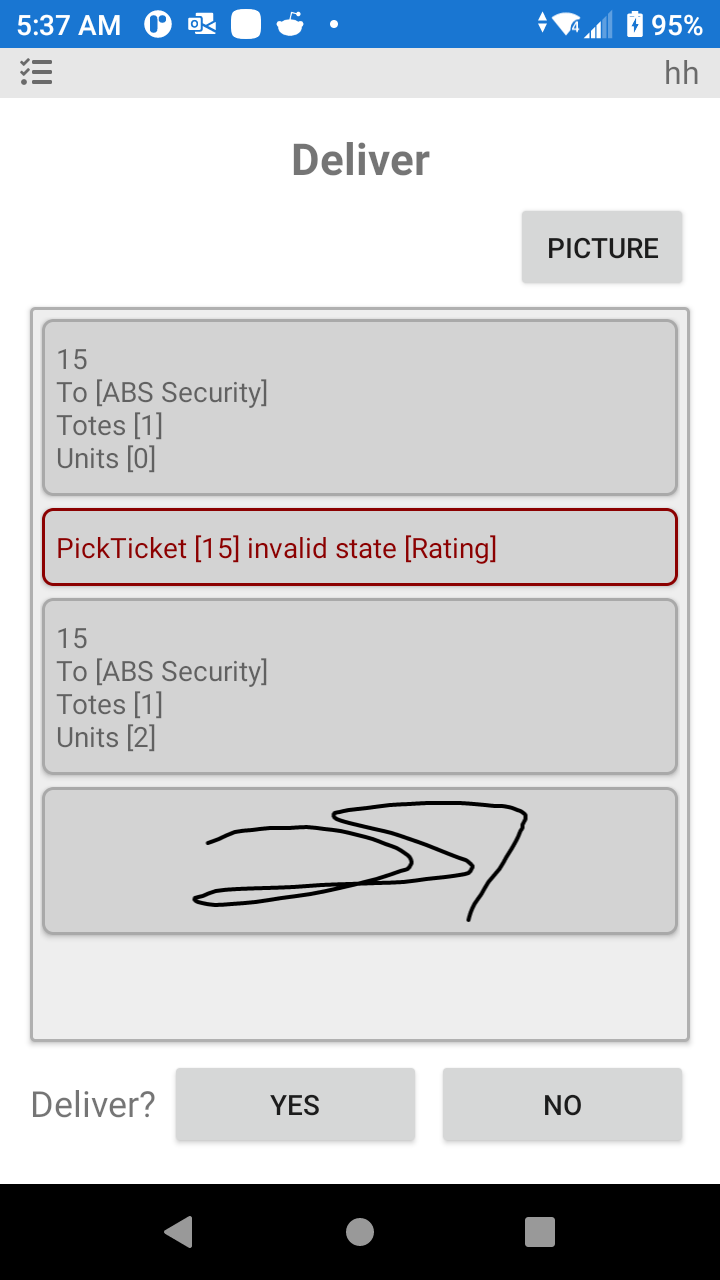 5:37 AM 4 95%
hh
Deliver
PICTURE
15
To [ABS Security]
Totes [1]
Units [0]
PickTicket [15] invalid state [Rating]
15
To [ABS Security]
Totes [1]
Units [2]
Deliver? YES NO